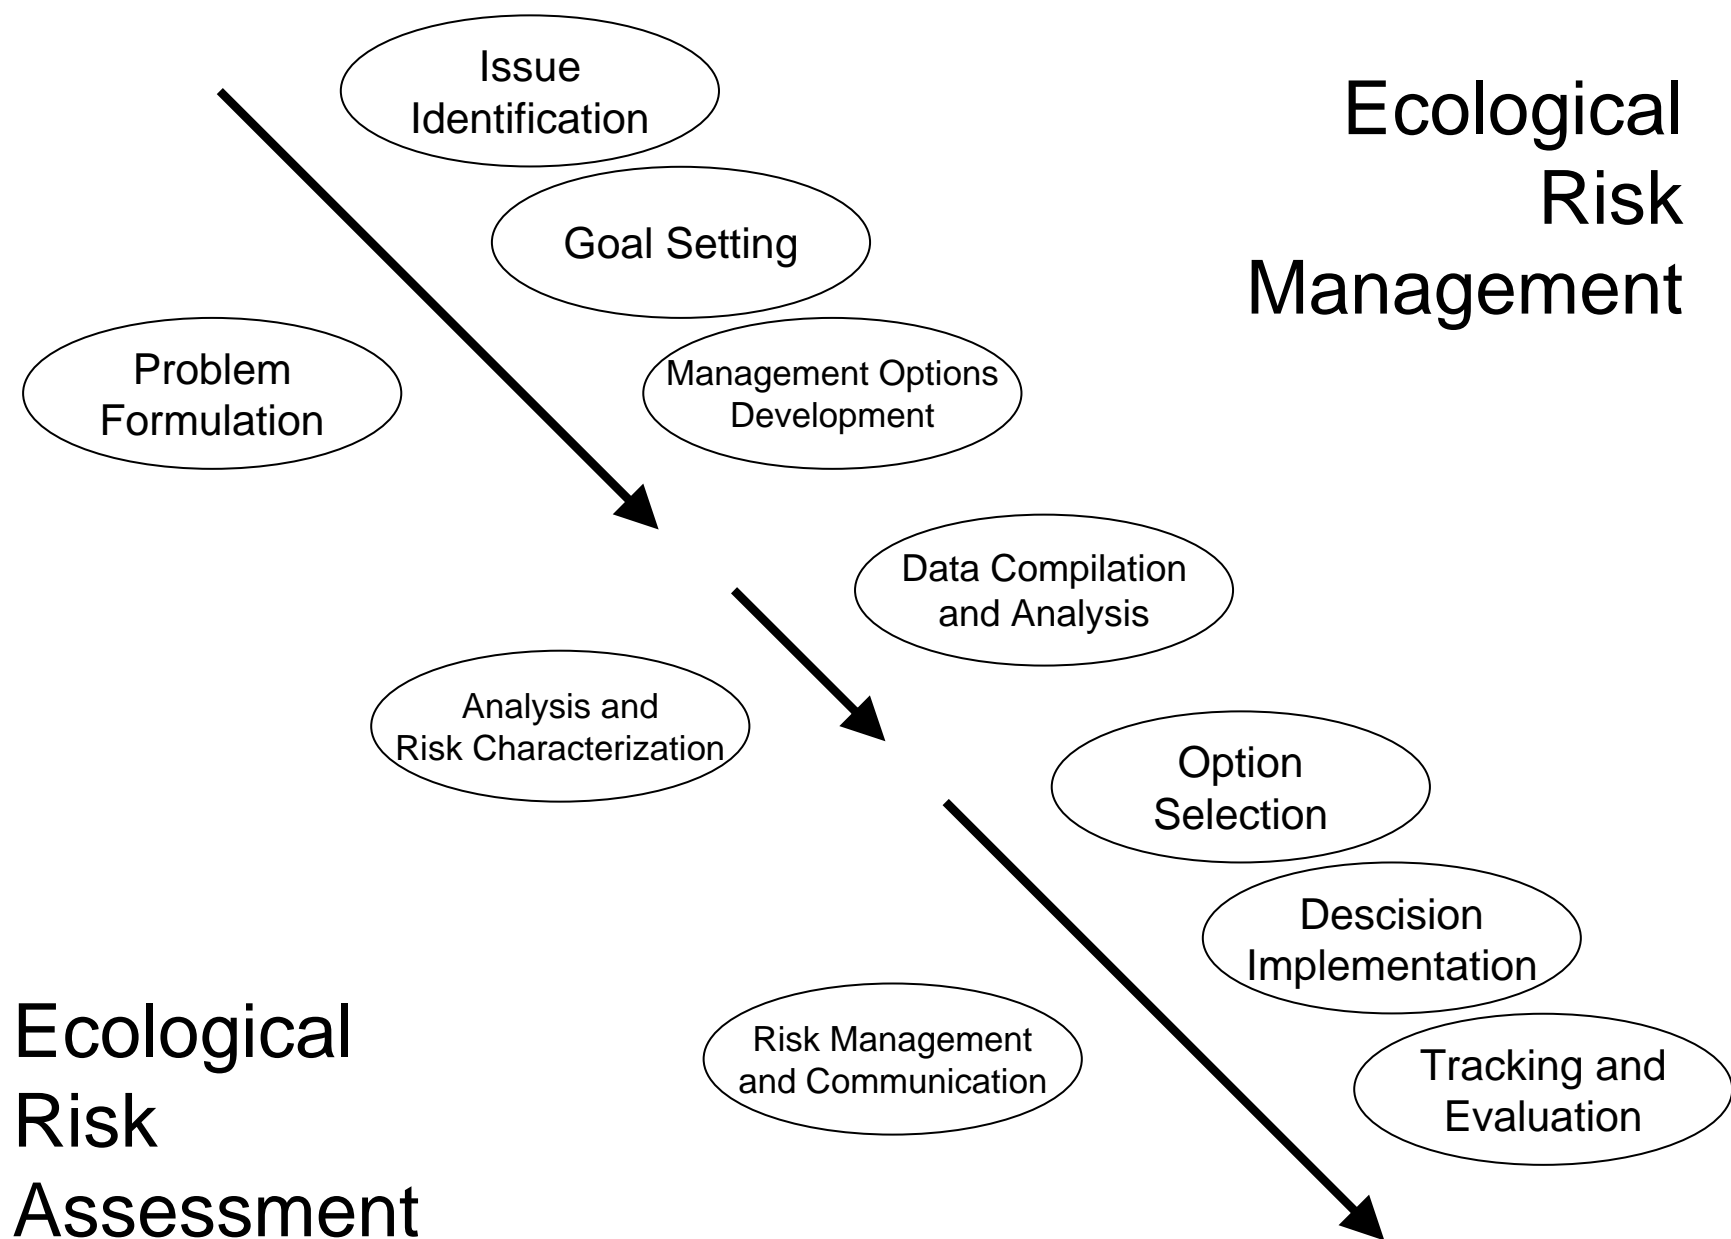 Issue
Identification
Ecological
Risk
Management
Goal Setting
Problem
Formulation
Management Options
Development
Data Compilation
and Analysis
Analysis and
Risk Characterization
Option
Selection
Descision
Implementation
Risk Management
and Communication
Tracking and
Evaluation
Ecological
Risk
Assessment